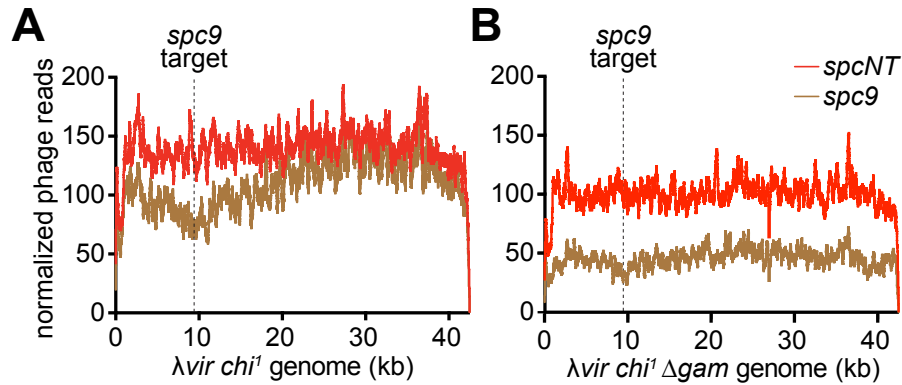 A
spc9
target
normalized phage reads
200
150
100
50
0
0
10
20
30
40
λvir chi¹ genome (kb)
B
spc9
target
spcNT
spc9
200
150
100
50
0
0
10
20
30
40
λvir chi¹ Δgam genome (kb)